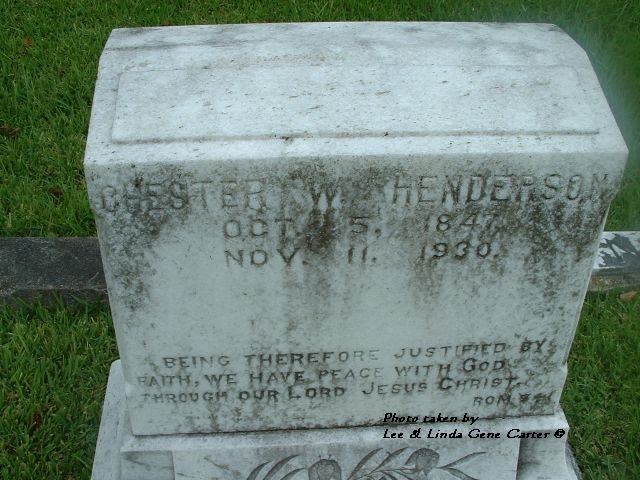 CHESTER W. HENDERSON
OCT. 5, 1847
NOV. 11. 1930.
BEING THEREFORE JUSTIFIED BY
FAITH, WE HAVE PEACE WITH GOD
THROUGH OUR LORD JESUS CHRIST.
ROM.
Photo taken by
Lee & Linda Gene Carter ©